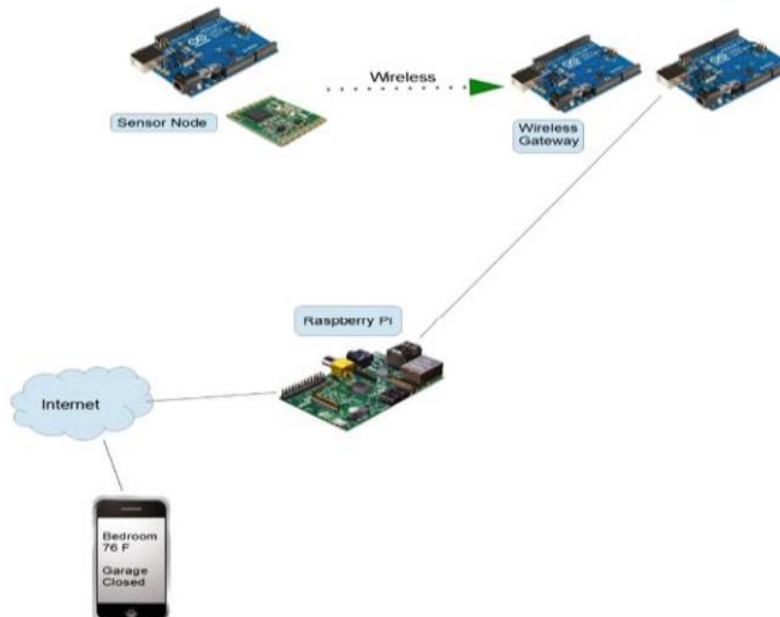 Wireless
Sensor Node
Wireless
Gateway
Raspberry Pi
Internet
Bedroom
76 F
Garage
Closed